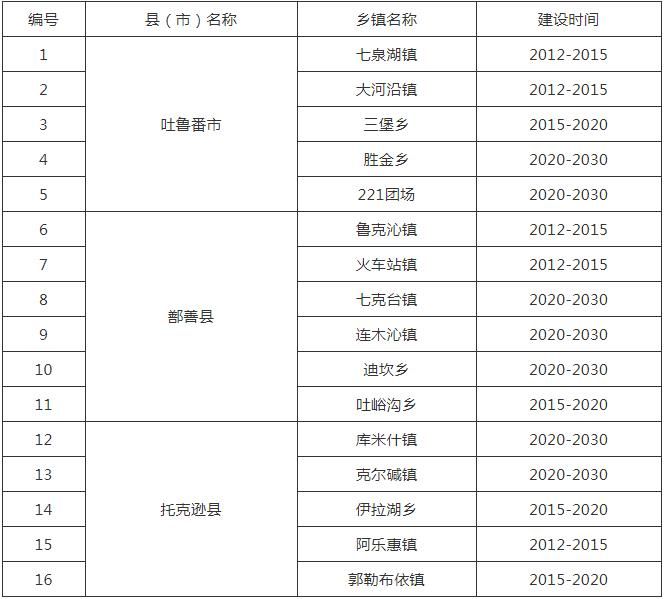 编号 县（市）名称 乡镇名称 建设时间
1 吐鲁番市 七泉湖镇 2012-2015
2 大河沿镇 2012-2015
3 三堡乡 2015-2020
4 胜金乡 2020-2030
5 221团场 2020-2030
6 鄯善县 鲁克沁镇 2012-2015
7 火车站镇 2012-2015
8 七克台镇 2020-2030
9 连木沁镇 2020-2030
10 迪坎乡 2020-2030
11 吐峪沟乡 2015-2020
12 托克逊县 库米什镇 2020-2030
13 克尔碱镇 2020-2030
14 伊拉湖乡 2015-2020
15 阿乐惠镇 2012-2015
16 郭勒布依镇 2015-2020